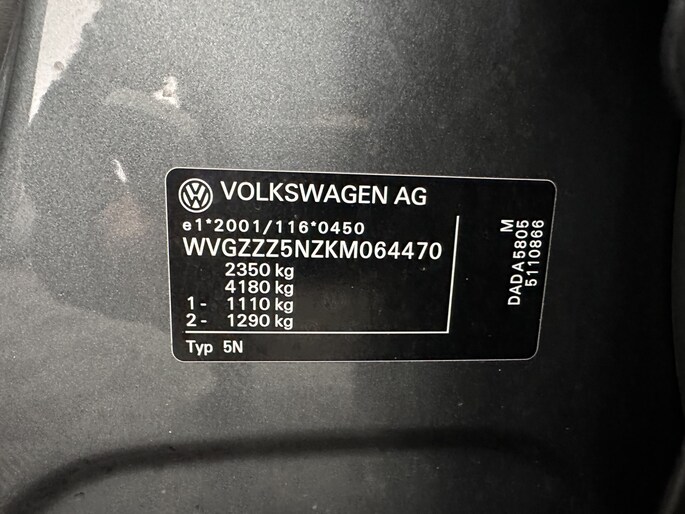 VOLKSWAGEN AG
e1*2001/116*0450
WVGZZZ5NZKM064470
2350 kg
4180 kg
1- 1110 kg
2- 1290 kg
Typ 5N
M
DADA5805
5110866